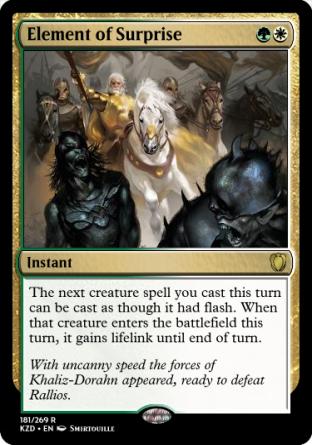 Element of Surprise
Instant
The next creature spell you cast this turn
can be cast as though it had flash. When
that creature enters the battlefield this
turn, it gains lifelink until end of turn.
With uncanny speed the forces of
Khaliz-Dorahn appeared, ready to defeat
Rallios.
181/269 R
KZD • EN Smirtouille